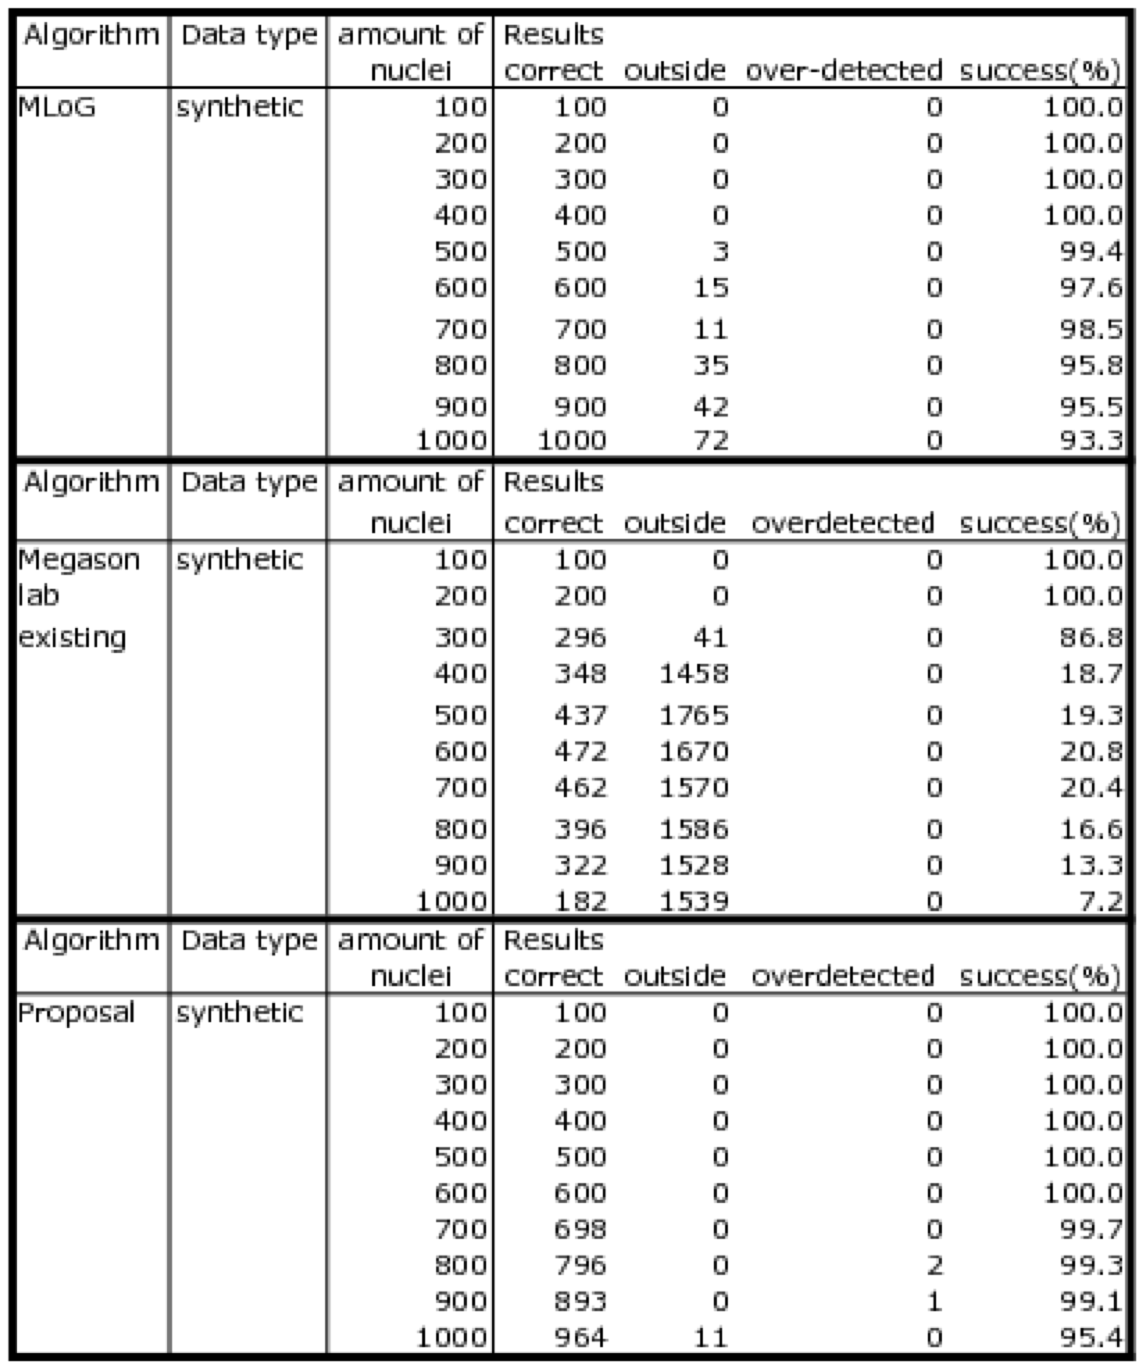 Algorithm Data type amount of Results
nuclei correct outside over-detected success(%)
MLoG synthetic 100 100 0 0 100.0
200 200 0 0 100.0
300 300 0 0 100.0
400 400 0 0 100.0
500 500 3 0 99.4
600 600 15 0 97.6
700 700 11 0 98.5
800 800 35 0 95.8
900 900 42 0 95.5
1000 1000 72 0 93.3
Algorithm Data type amount of Results
nuclei correct outside overdetected success(%)
Megason synthetic 100 100 0 0 100.0
lab 200 200 0 0 100.0
existing 300 296 41 0 86.8
400 348 1458 0 18.7
500 437 1765 0 19.3
600 472 1670 0 20.8
700 462 1570 0 20.4
800 396 1586 0 16.6
900 322 1528 0 13.3
1000 182 1539 0 7.2
Algorithm Data type amount of Results
nuclei correct outside overdetected success(%)
Proposal synthetic 100 100 0 0 100.0
200 200 0 0 100.0
300 300 0 0 100.0
400 400 0 0 100.0
500 500 0 0 100.0
600 600 0 0 100.0
700 698 0 0 99.7
800 796 0 2 99.3
900 893 0 1 99.1
1000 964 11 0 95.4